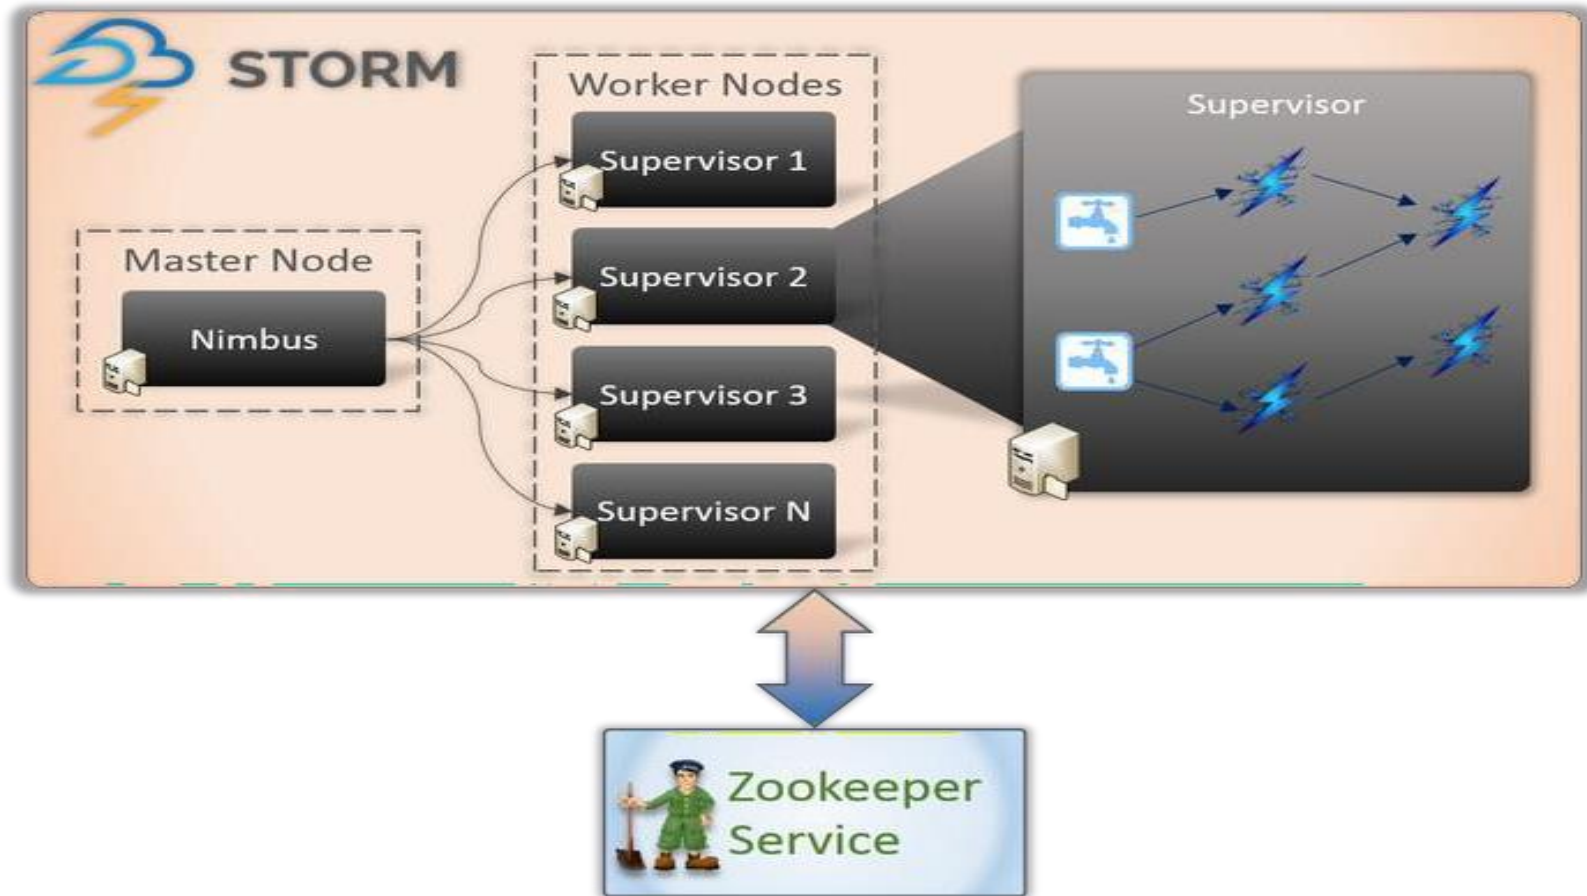 STORM
Master Node
Nimbus
Worker Nodes
Supervisor 1
Supervisor 2
Supervisor 3
Supervisor N
Supervisor
Zookeeper
Service